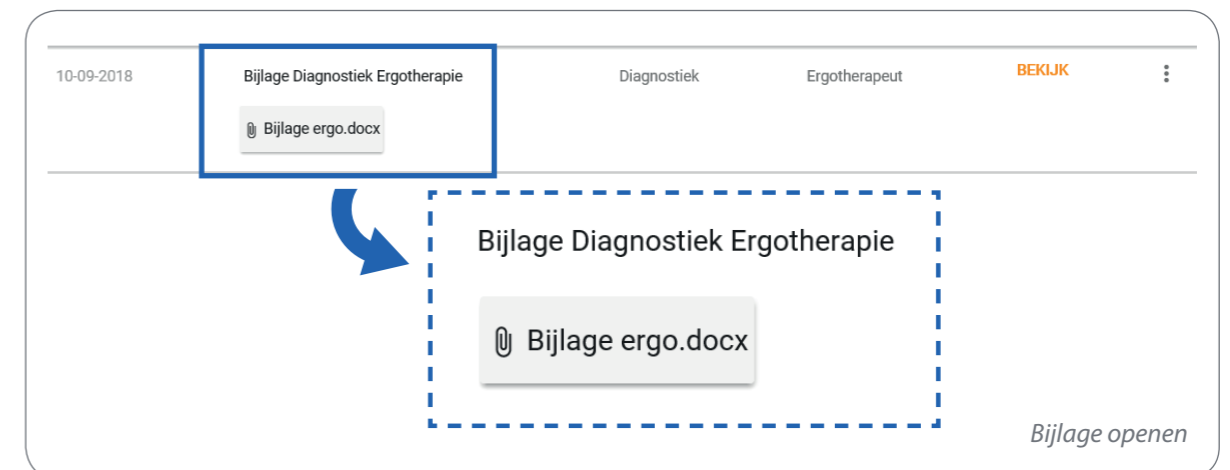 10-09-2018 Bijlage Diagnostiek Ergotherapie Diagnostiek Ergotherapeut BEKIJK
Bijlage ergo.docx
Bijlage Diagnostiek Ergotherapie
Bijlage ergo.docx
Bijlage openen